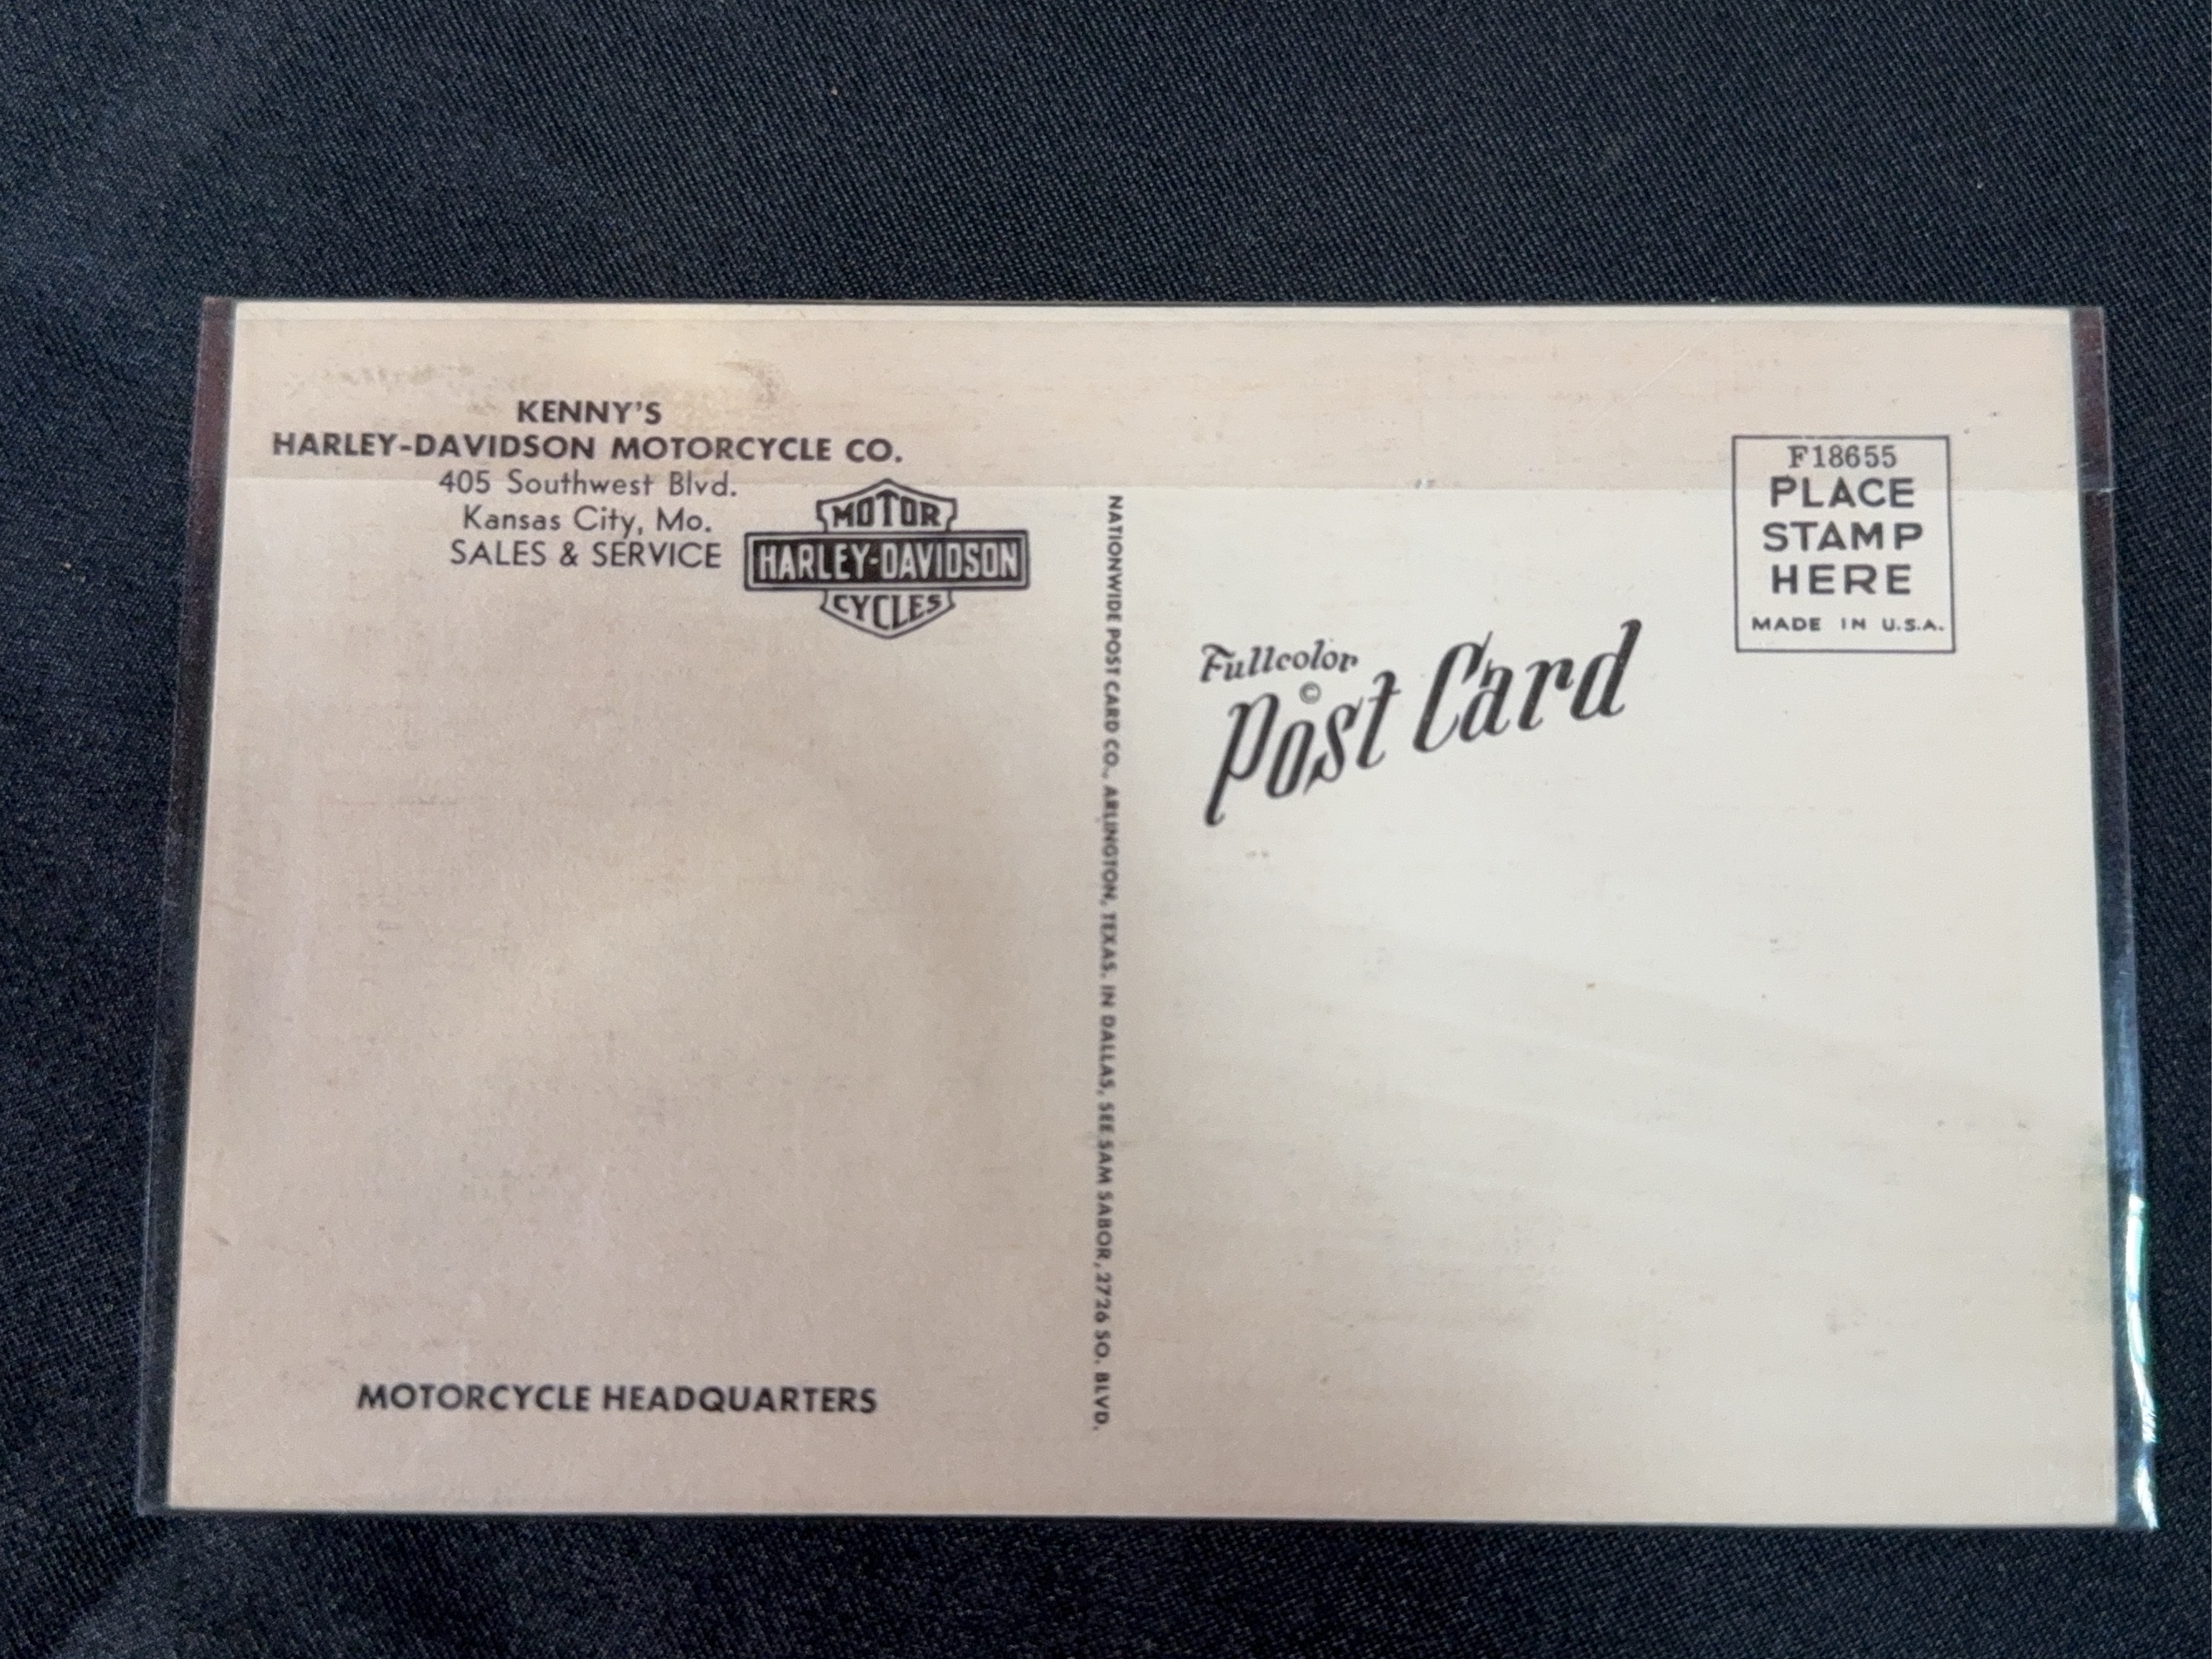 KENNY'S
HARLEY-DAVIDSON MOTORCYCLE CO.
405 Southwest Blvd.
Kansas City, Mo.
SALES & SERVICE
MOTOR
HARLEY-DAVIDSON
CYCLES
MOTORCYCLE HEADQUARTERS
NATIONWIDE POST CARD CO., ARLINGTON, TEXAS. IN DALLAS, SEE SAM SABOR, 2726 SO. BLVD.
Fullcolor
©
Post Card
F18655
PLACE
STAMP
HERE
MADE IN U.S.A.